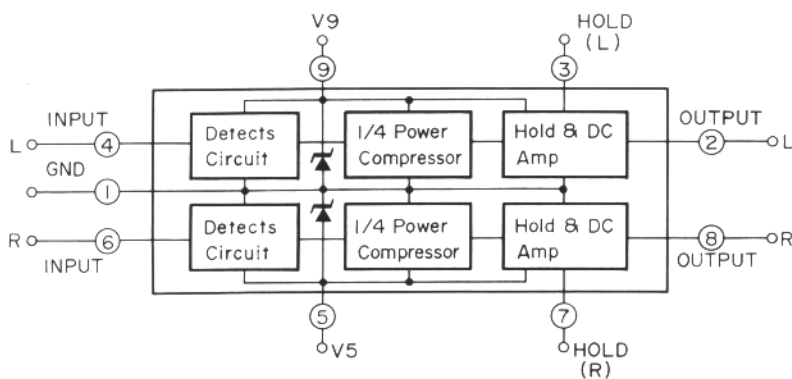 V9
HOLD
(L)
⑨
③
INPUT
OUTPUT
L
④
Detects
Circuit
1/4 Power
Compressor
Hold & DC
Amp
②
L
GND
①
R
⑥
Detects
Circuit
1/4 Power
Compressor
Hold & DC
Amp
⑧
R
INPUT
OUTPUT
⑤
⑦
V5
HOLD
(R)